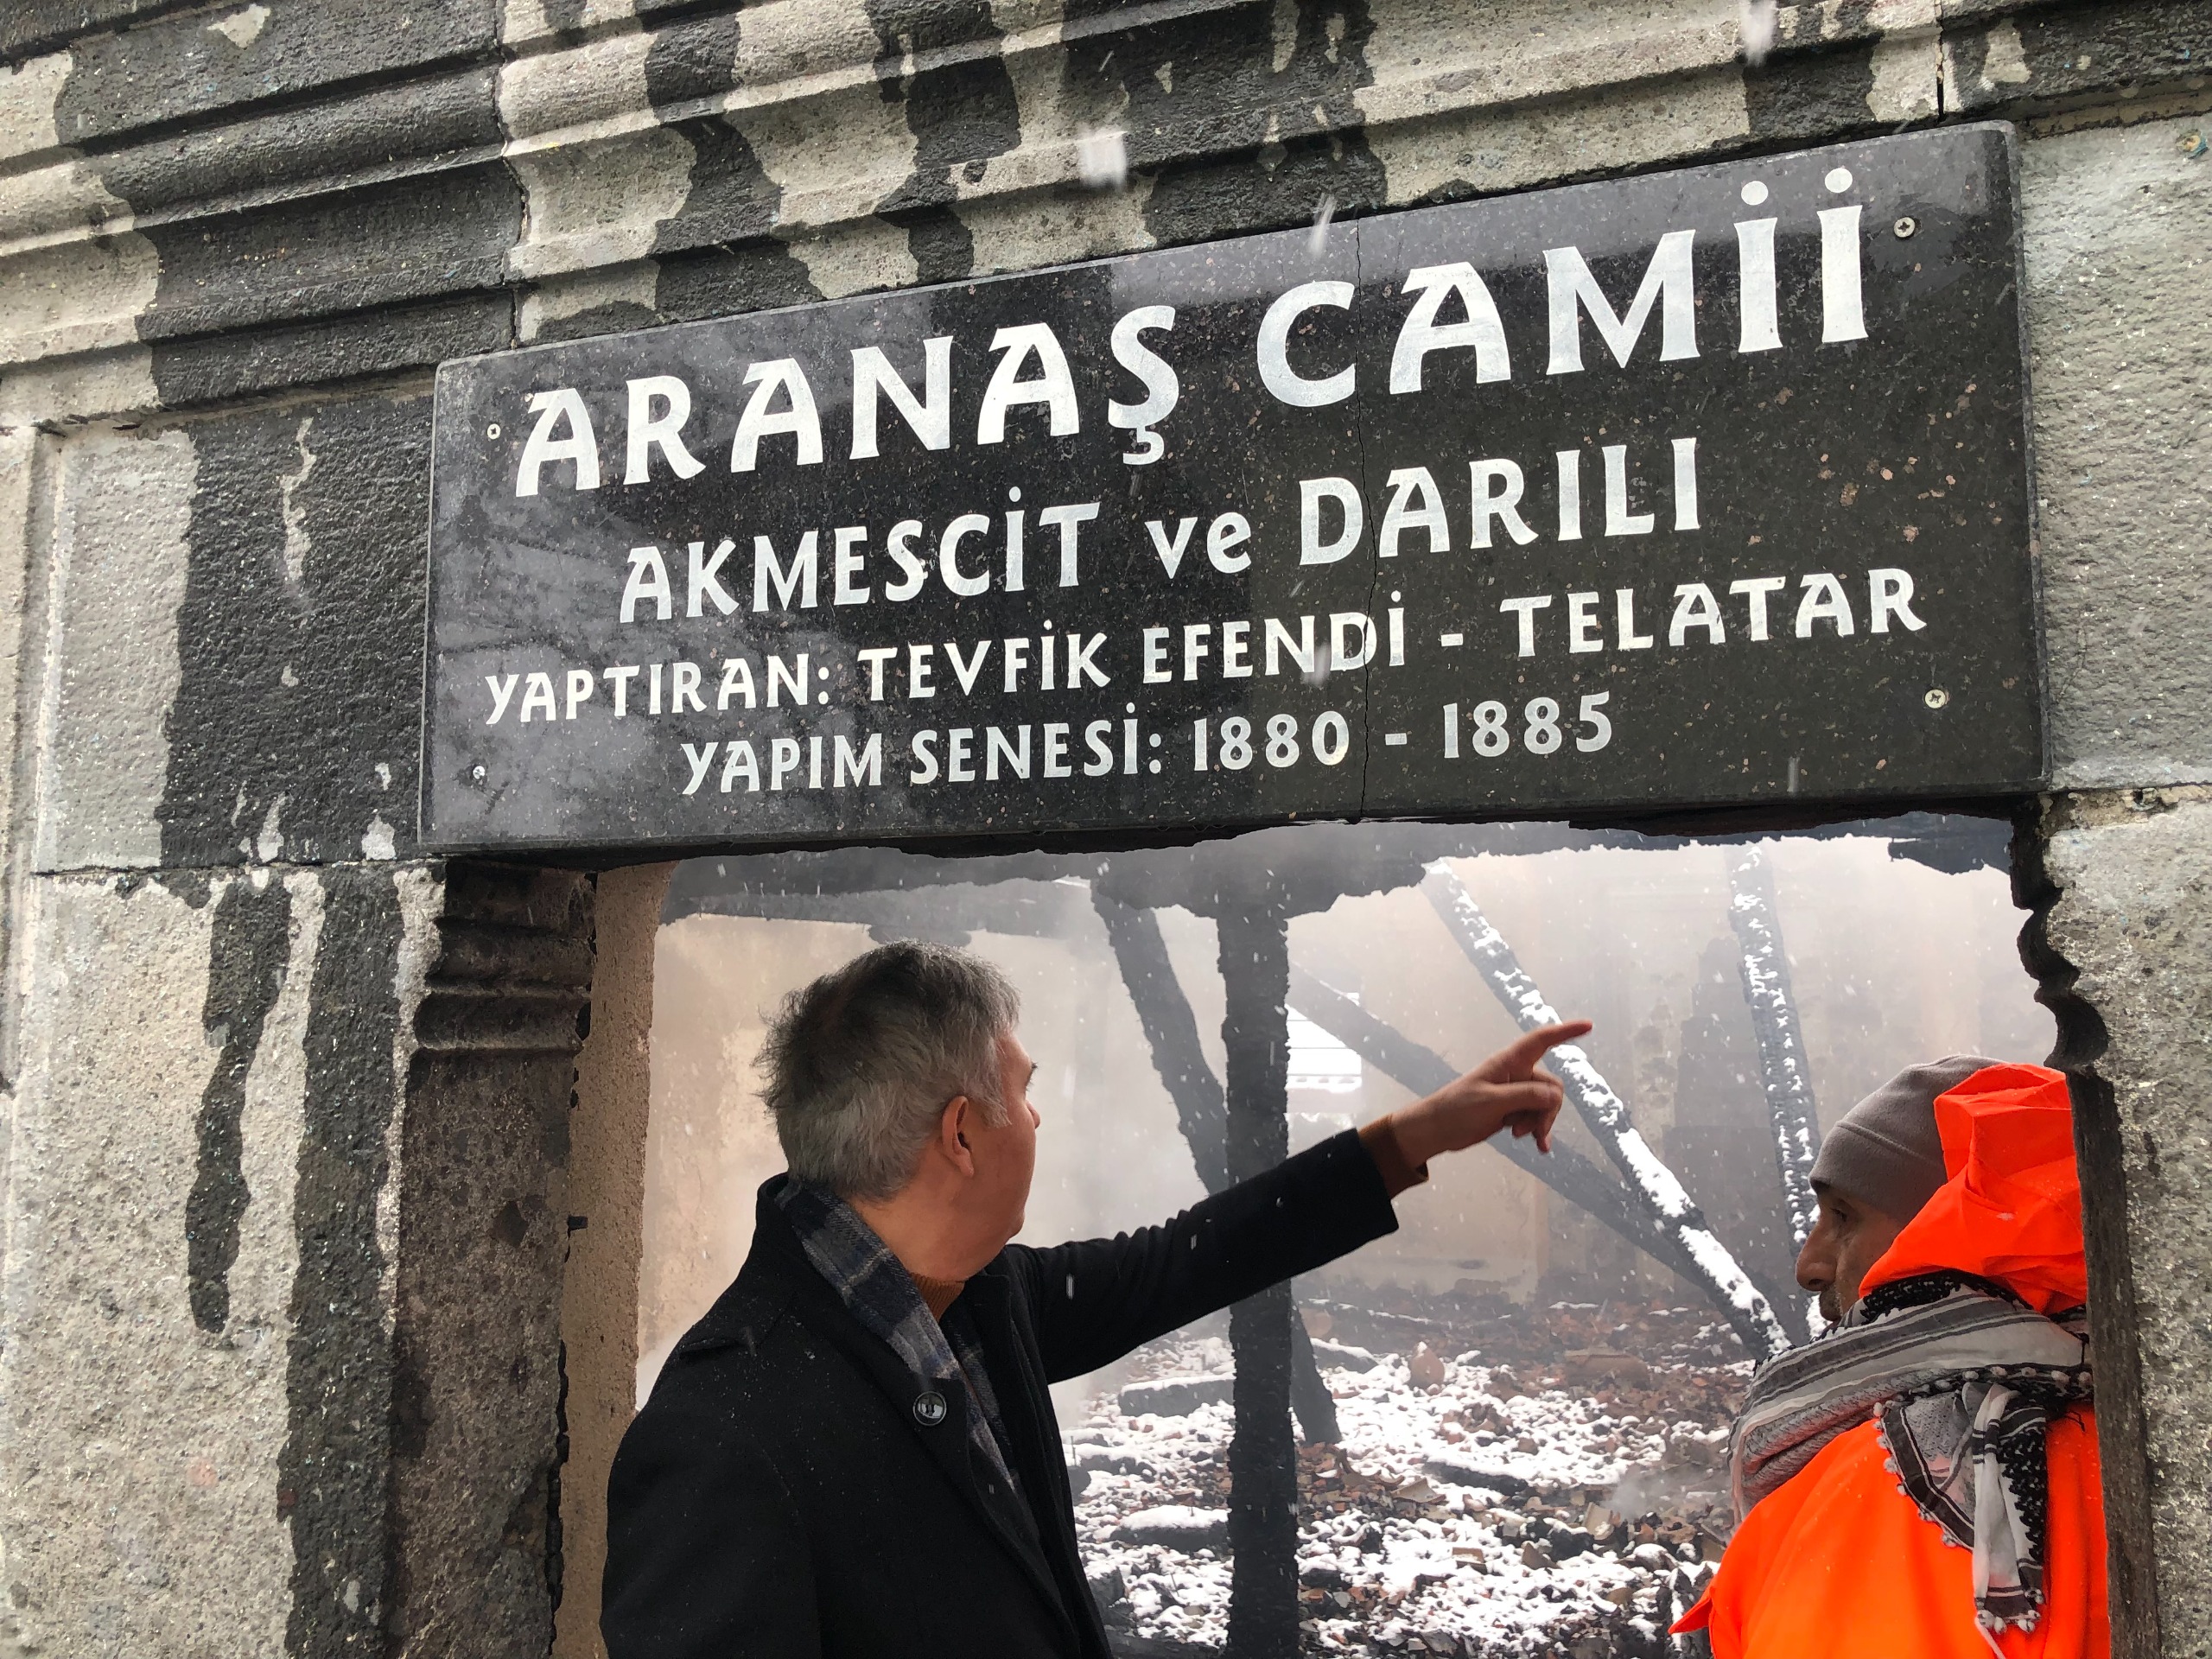 ARANAŞ CAMİİ
AKMESCİT ve DARILI
YAPTIRAN: TEVFİK EFENDİ - TELATAR
YAPIM SENESİ: 1880 - 1885